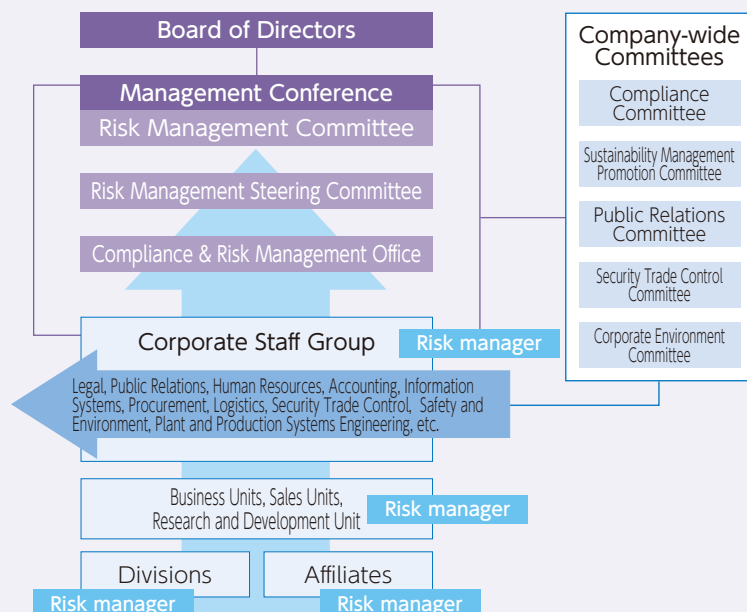 Board of Directors
Management Conference
Risk Management Committee
Risk Management Steering Committee
Compliance & Risk Management Office
Corporate Staff Group
Risk manager
Legal, Public Relations, Human Resources, Accounting, Information
Systems, Procurement, Logistics, Security Trade Control, Safety and
Environment, Plant and Production Systems Engineering, etc.
Business Units, Sales Units,
Research and Development Unit
Risk manager
Divisions
Risk manager
Affiliates
Risk manager
Company-wide
Committees
Compliance
Committee
Sustainability Management
Promotion Committee
Public Relations
Committee
Security Trade Control
Committee
Corporate Environment
Committee